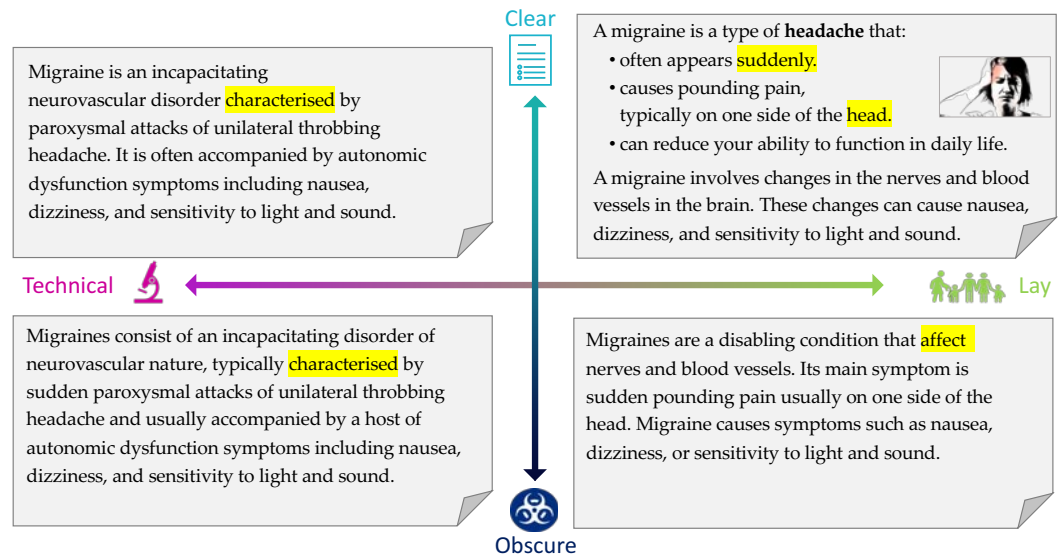 Clear
Migraine is an incapacitating
neurovascular disorder characterised by
paroxysmal attacks of unilateral throbbing
headache. It is often accompanied by autonomic
dysfunction symptoms including nausea,
dizziness, and sensitivity to light and sound.
A migraine is a type of headache that:
• often appears suddenly.
• causes pounding pain,
typically on one side of the head.
• can reduce your ability to function in daily life.
A migraine involves changes in the nerves and blood
vessels in the brain. These changes can cause nausea,
dizziness, and sensitivity to light and sound.
Technical
Lay
Migraines consist of an incapacitating disorder of
neurovascular nature, typically characterised by
sudden paroxysmal attacks of unilateral throbbing
headache and usually accompanied by a host of
autonomic dysfunction symptoms including nausea,
dizziness, and sensitivity to light and sound.
Migraines are a disabling condition that affect
nerves and blood vessels. Its main symptom is
sudden pounding pain usually on one side of the
head. Migraine causes symptoms such as nausea,
dizziness, or sensitivity to light and sound.
Obscure